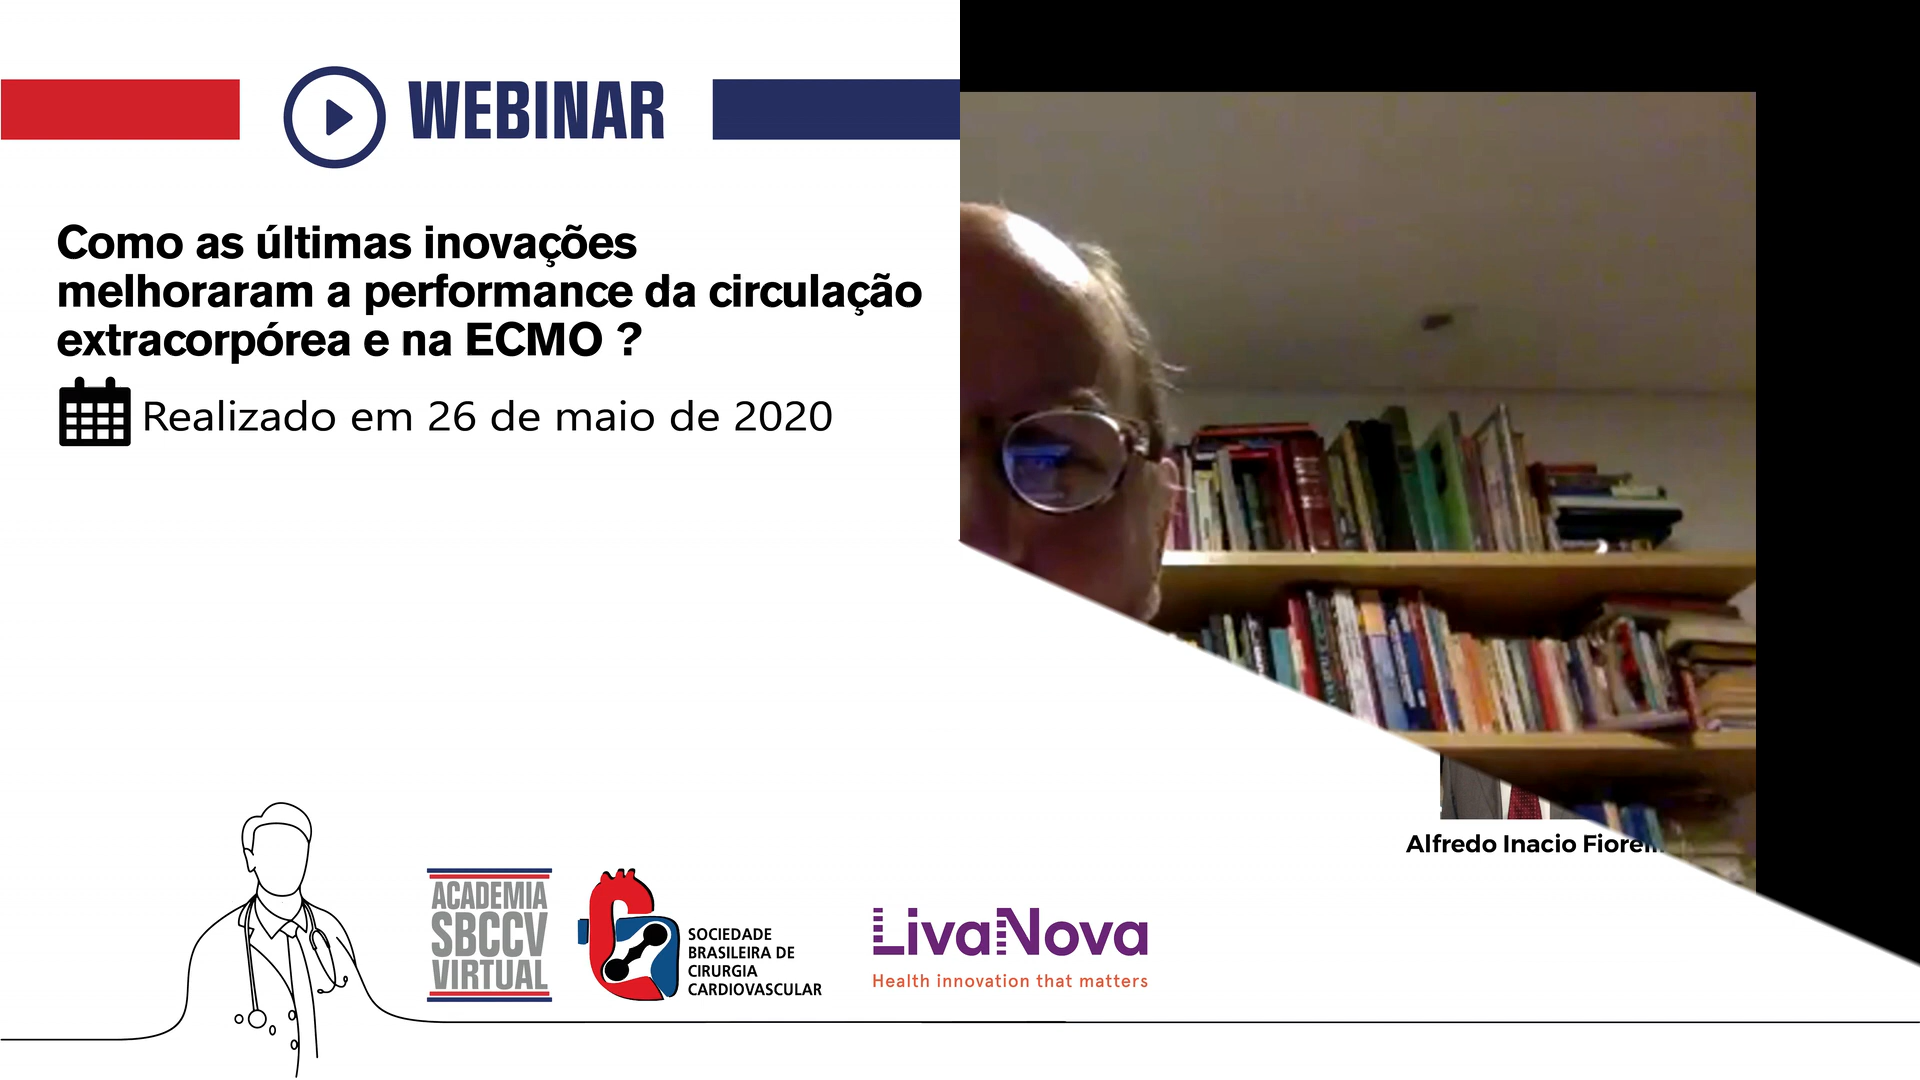 WEBINAR
Como as últimas inovações
melhoraram a performance da circulação
extracorpórea e na ECMO ?
Realizado em 26 de maio de 2020
Alfredo Inacio
ACADEMIA
SBCCV
VIRTUAL
SOCIEDADE
BRASILEIRA DE
CIRURGIA
CARDIOVASCULAR
LivaNova
Health innovation that matters